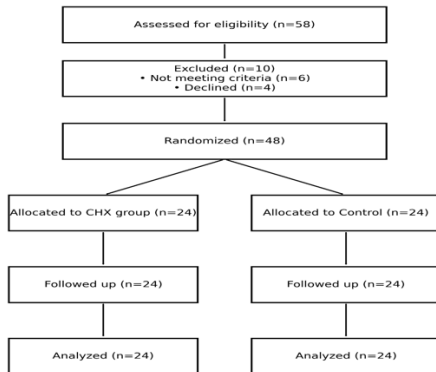 Assessed for eligibility (n=58)
Excluded (n=10)
• Not meeting criteria (n=6)
• Declined (n=4)
Randomized (n=48)
Allocated to CHX group (n=24)
Allocated to Control (n=24)
Followed up (n=24)
Followed up (n=24)
Analyzed (n=24)
Analyzed (n=24)